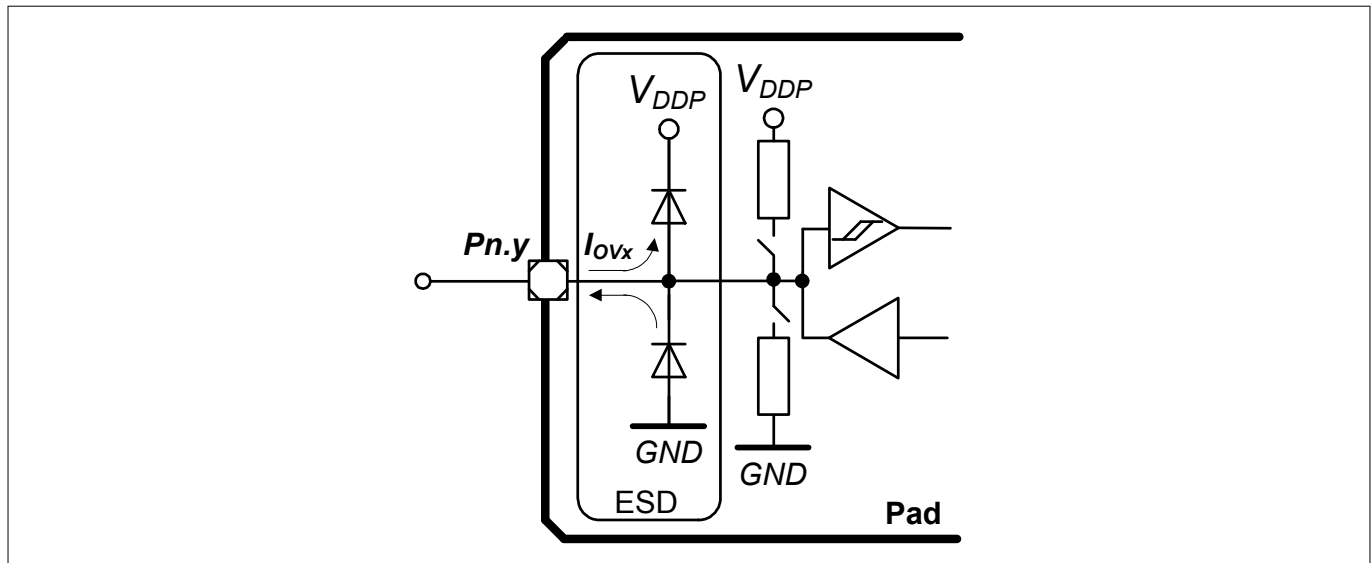 V_DDP
V_DDP
Pn.y
I_OVx
GND
GND
ESD
Pad